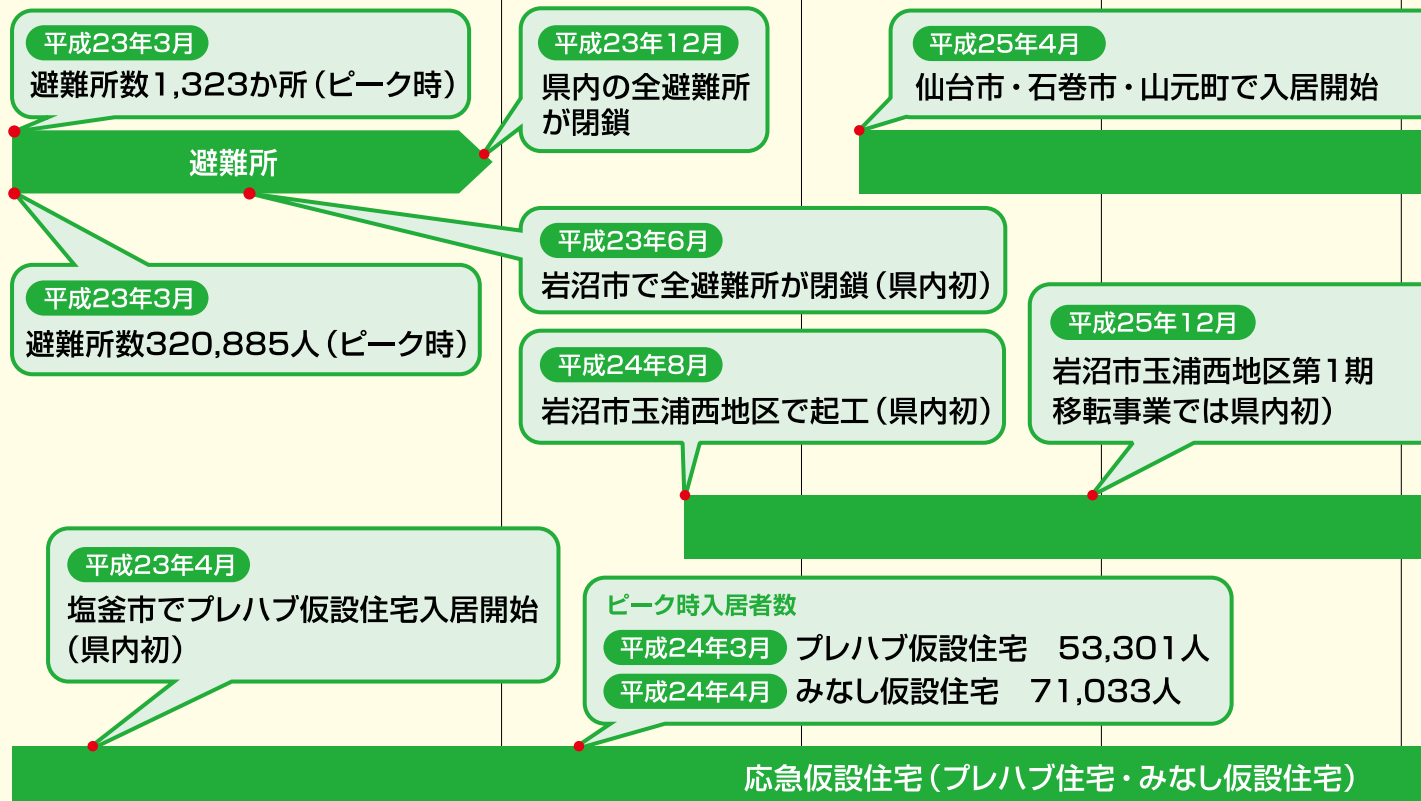 平成23年3月
避難所数1,323か所（ピーク時）
平成23年12月
県内の全避難所
が閉鎖
平成25年4月
仙台市・石巻市・山元町で入居開始
避難所
平成23年6月
岩沼市で全避難所が閉鎖（県内初）
平成23年3月
避難所数320,885人（ピーク時）
平成24年8月
岩沼市玉浦西地区で起工（県内初）
平成25年12月
岩沼市玉浦西地区第1期
移転事業では県内初）
平成23年4月
塩釜市でプレハブ仮設住宅入居開始
（県内初）
ピーク時入居者数
平成24年3月 プレハブ仮設住宅　53,301人
平成24年4月 みなし仮設住宅　71,033人
応急仮設住宅（プレハブ住宅・みなし仮設住宅）